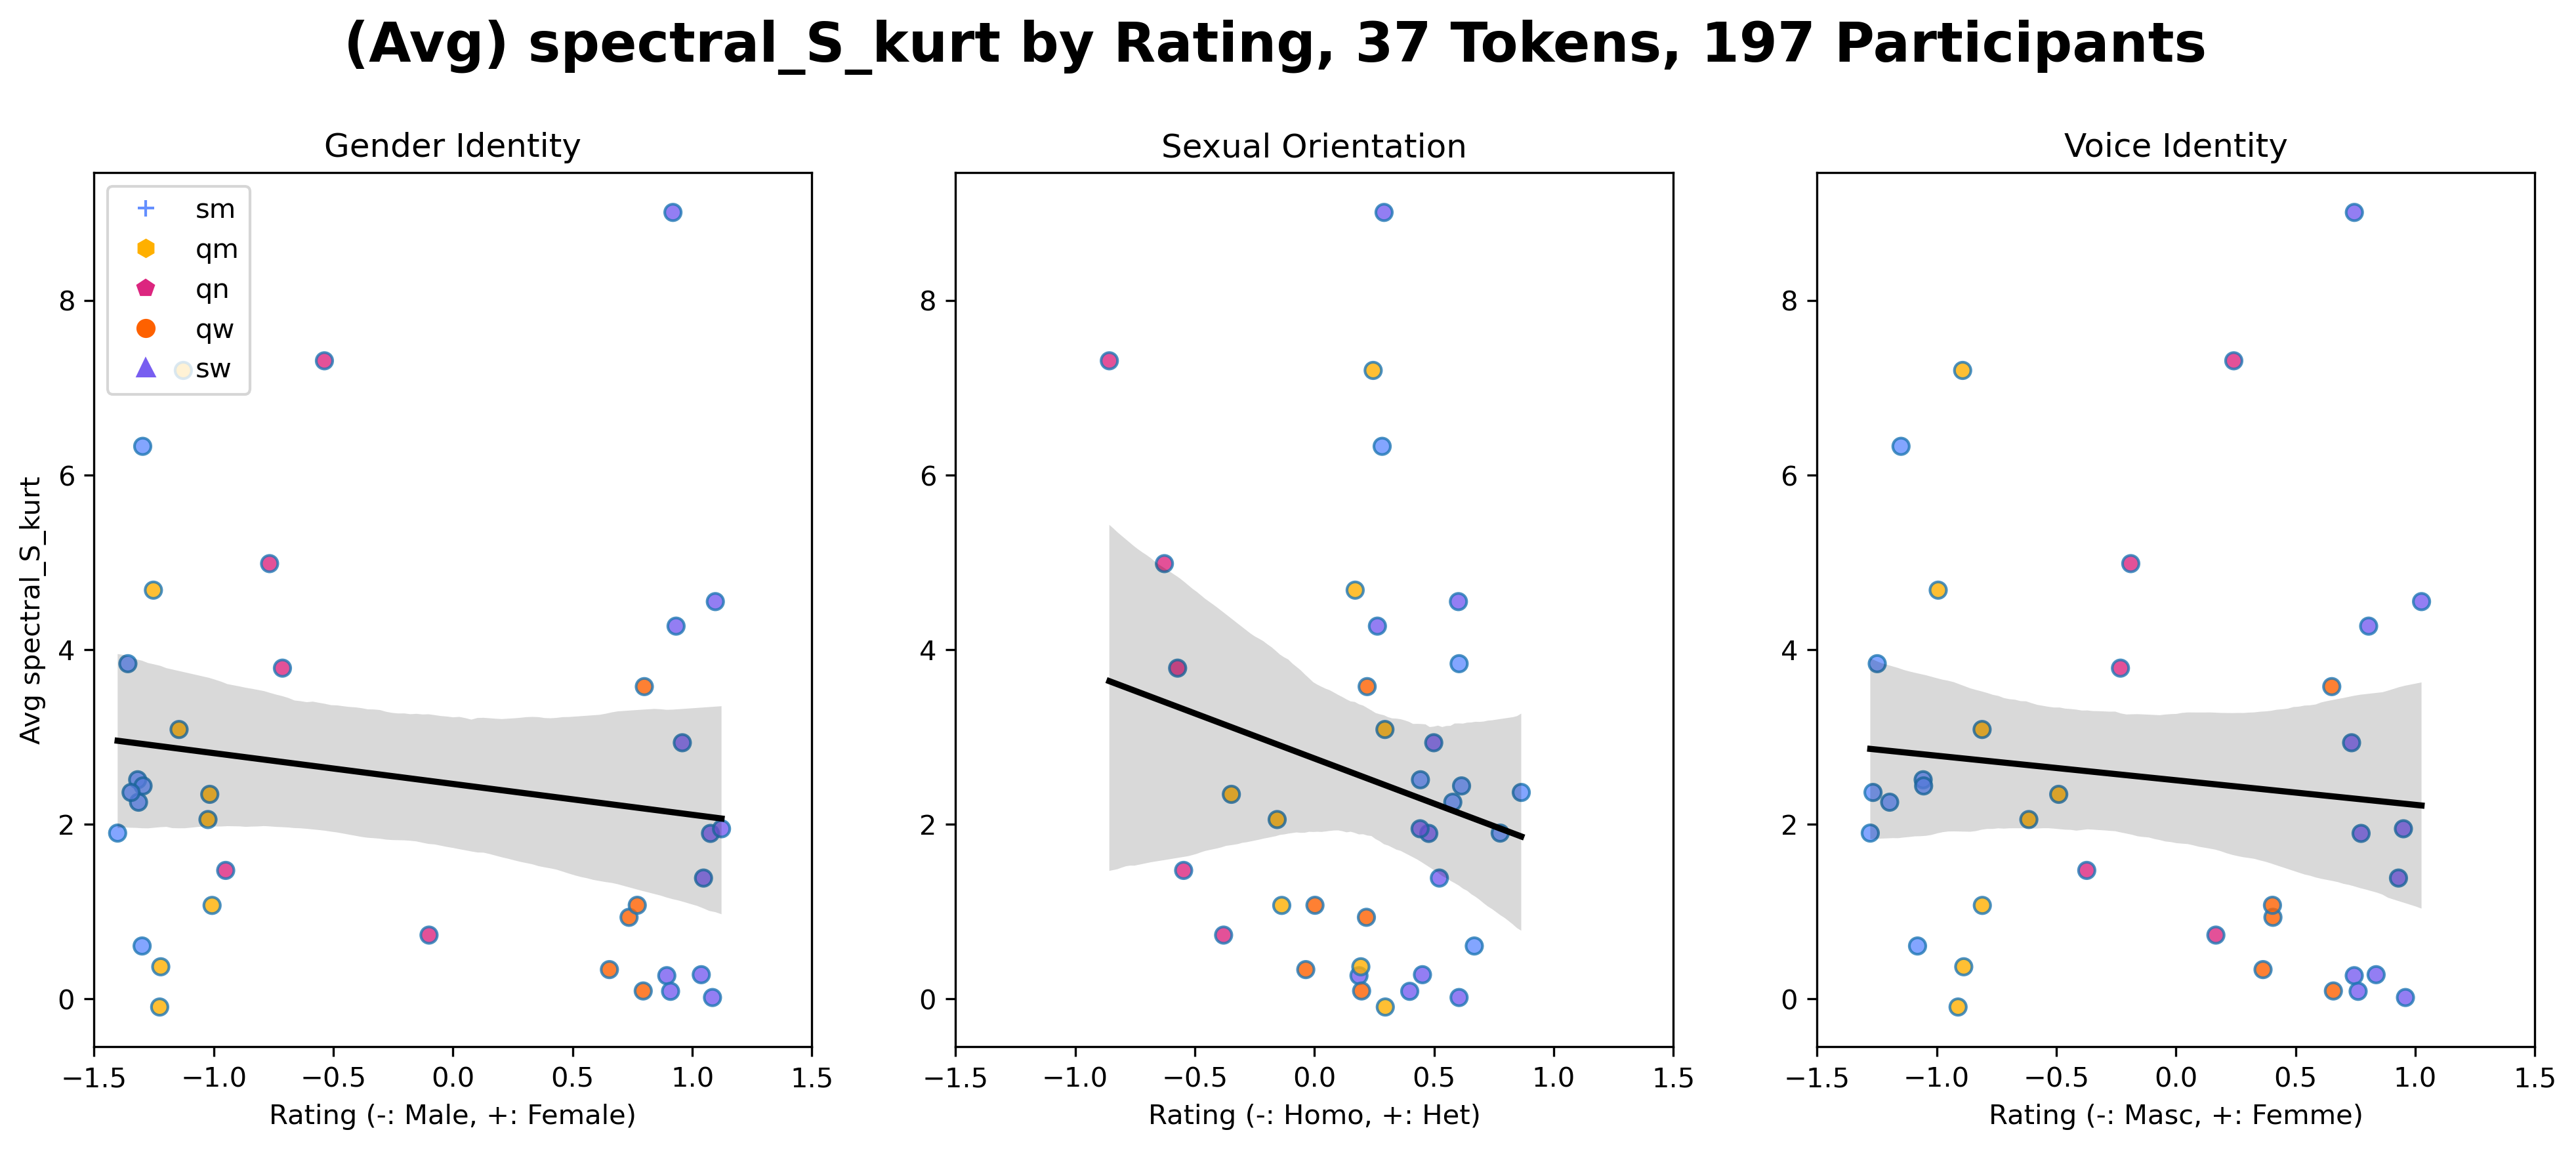 (Avg) spectral_S_kurt by Rating, 37 Tokens, 197 Participants
Gender Identity
Sexual Orientation
Voice Identity
sm
qm
qn
qw
sw
Avg spectral_S_kurt
8
6
4
2
0
−1.5 −1.0 −0.5 0.0 0.5 1.0 1.5
Rating (-: Male, +: Female)
8
6
4
2
0
−1.5 −1.0 −0.5 0.0 0.5 1.0 1.5
Rating (-: Homo, +: Het)
8
6
4
2
0
−1.5 −1.0 −0.5 0.0 0.5 1.0 1.5
Rating (-: Masc, +: Femme)